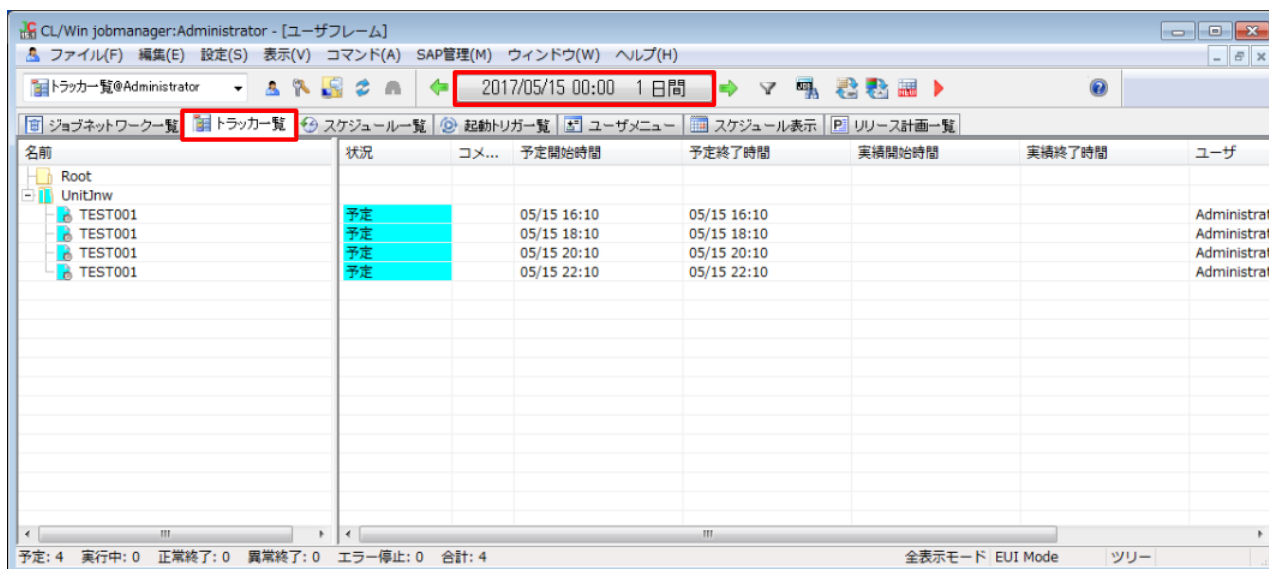 CL/Win jobmanager:Administrator - [ユーザフレーム]
ファイル(F) 編集(E) 設定(S) 表示(V) コマンド(A) SAP管理(M) ウィンドウ(W) ヘルプ(H)
トラッカ一覧@Administrator 2017/05/15 00:00 1 日間
ジョブネットワーク一覧 トラッカ一覧 スケジュール一覧 起動トリガ一覧 ユーザメニュー スケジュール表示 リリース計画一覧
名前 状況 コメ... 予定開始時間 予定終了時間 実績開始時間 実績終了時間 ユーザ
Root
UnitJnw
TEST001 予定 05/15 16:10 05/15 16:10 Administrat
TEST001 予定 05/15 18:10 05/15 18:10 Administrat
TEST001 予定 05/15 20:10 05/15 20:10 Administrat
TEST001 予定 05/15 22:10 05/15 22:10 Administrat
予定: 4 実行中: 0 正常終了: 0 異常終了: 0 エラー停止: 0 合計: 4 全表示モード EUI Mode ツリー